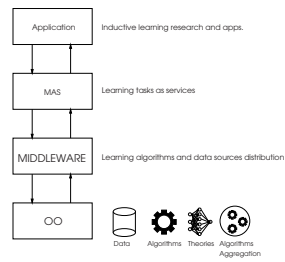 Application
Inductive learning research and apps.
MAS
Learning tasks as services
MIDDLEWARE
Learning algorithms and data sources distribution
OO
Data
Algorithms
Theories
Algorithms
Aggregation